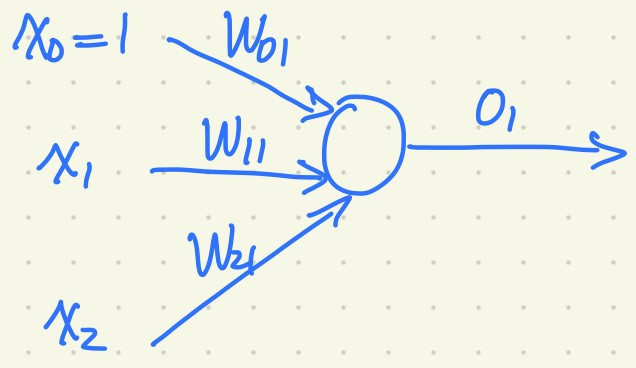 x₀ = 1
W₀₁
O₁
W₁₁
x₁
W₂₁
x₂